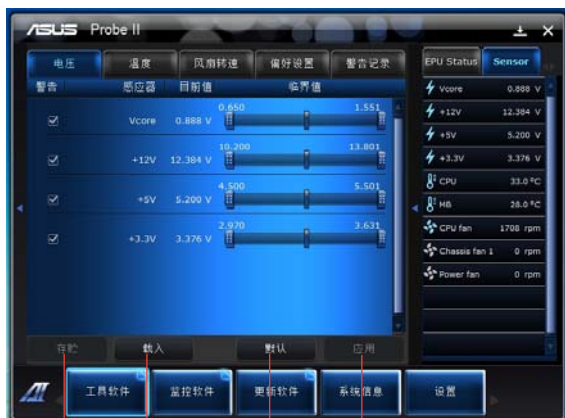 ASUS Probe II
电压 温度 风扇转速 偏好设置 警告记录
EPU Status Sensor
警告 感应器 目前值 临界值
0.650 1.551
Vcore 0.888 V
10.200 13.801
+12V 12.384 V
4.500 5.501
+5V 5.200 V
2.970 3.631
+3.3V 3.376 V
Vcore 0.888 V
+12V 12.384 V
+5V 5.200 V
+3.3V 3.376 V
CPU 33.0 ºC
MB 28.0 ºC
CPU fan 1708 rpm
Chassis fan 1 0 rpm
Power fan 0 rpm
存贮 载入 默认 应用
AII 工具软件 监控软件 更新软件 系统信息 设置